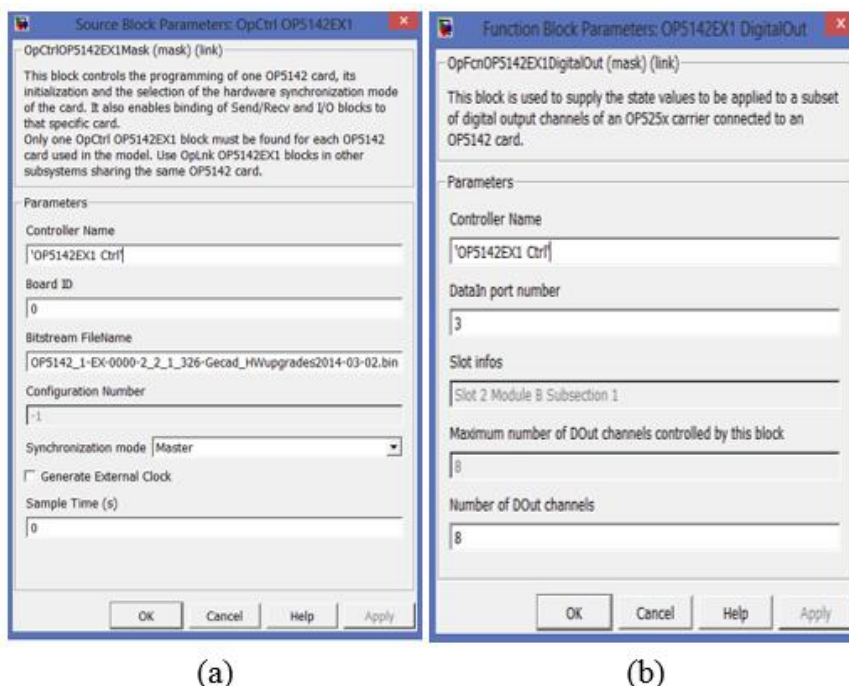 Source Block Parameters: OpCtrl OP5142EX1
OpCtrlOP5142EX1Mask (mask) (link)
This block controls the programming of one OP5142 card, its
initialization and the selection of the hardware synchronization mode
of the card. It also enables binding of Send/Recv and I/O blocks to
that specific card.
Only one OpCtrl OP5142EX1 block must be found for each OP5142
card used in the model. Use OpLnk OP5142EX1 blocks in other
subsystems sharing the same OP5142 card.
Parameters
Controller Name
'OP5142EX1 Ctrl'
Board ID
0
Bitstream FileName
OP5142_1-EX-0000-2_2_1_326-Gecad_HWupgrades2014-03-02.bin
Configuration Number
-1
Synchronization mode Master
Generate External Clock
Sample Time (s)
0
OK Cancel Help Apply
(a)
Function Block Parameters: OP5142EX1 DigitalOut
OpFcnOP5142EX1DigitalOut (mask) (link)
This block is used to supply the state values to be applied to a subset
of digital output channels of an OP525x carrier connected to an
OP5142 card.
Parameters
Controller Name
'OP5142EX1 Ctrl'
DataIn port number
3
Slot infos
Slot 2 Module B Subsection 1
Maximum number of DOut channels controlled by this block
8
Number of DOut channels
8
OK Cancel Help Apply
(b)